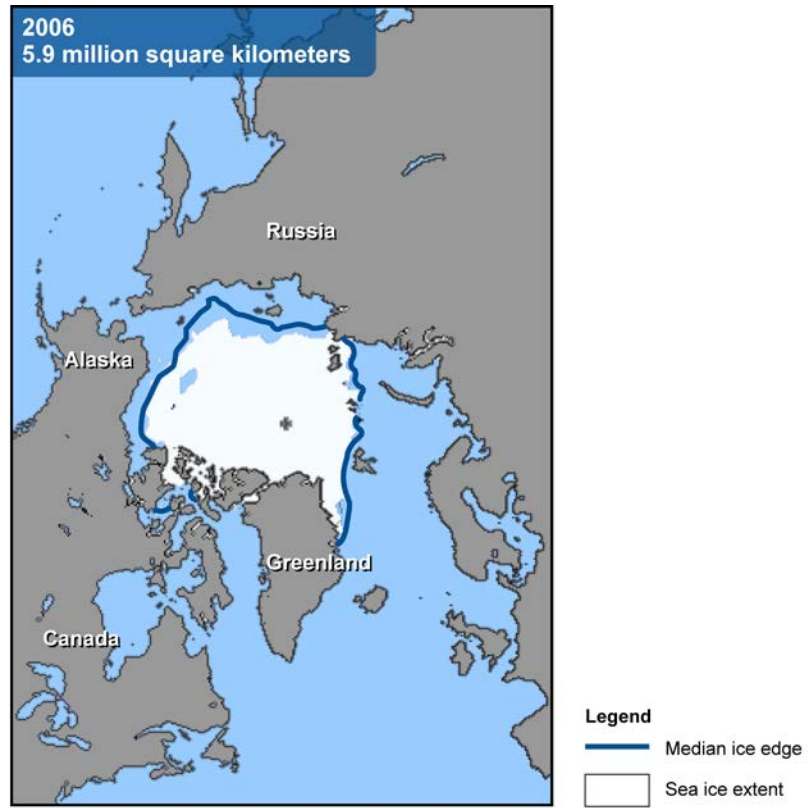 2006
5.9 million square kilometers
Russia
Alaska
Greenland
Canada
Legend
Median ice edge
Sea ice extent